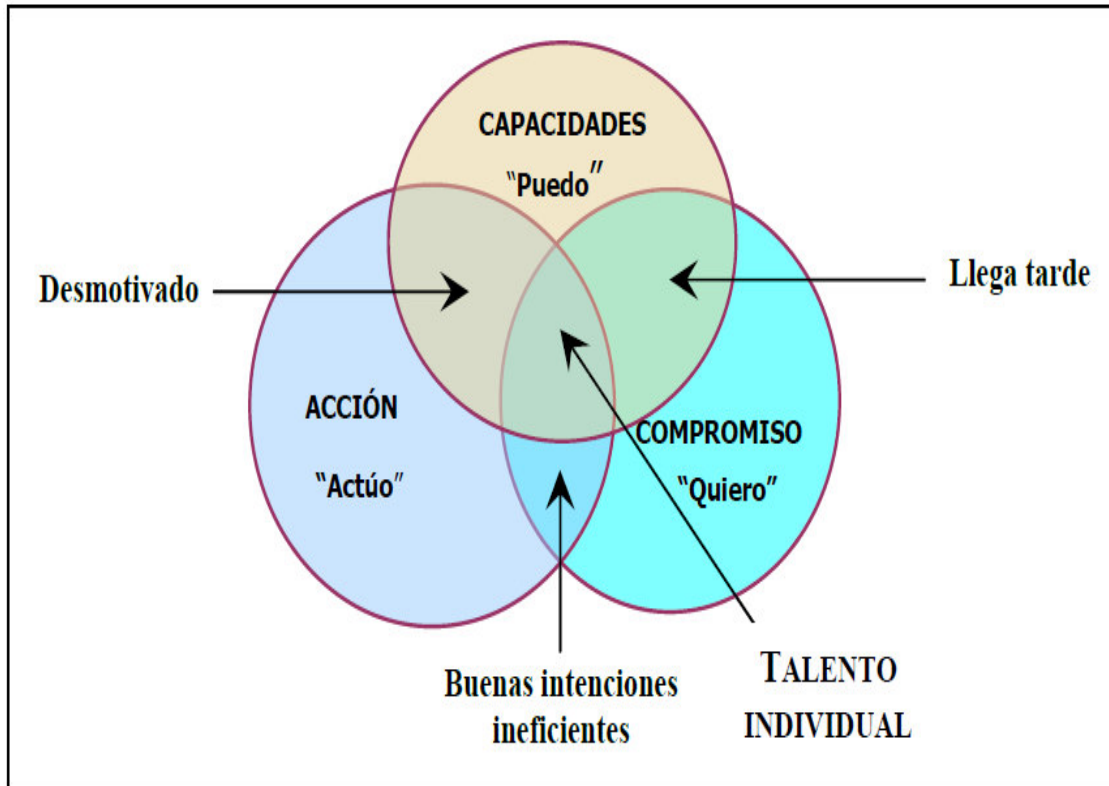 CAPACIDADES
“Puedo”
Desmotivado
Llega tarde
ACCIÓN
“Actúo”
COMPROMISO
“Quiero”
Buenas intenciones
ineficientes
TALENTO
INDIVIDUAL